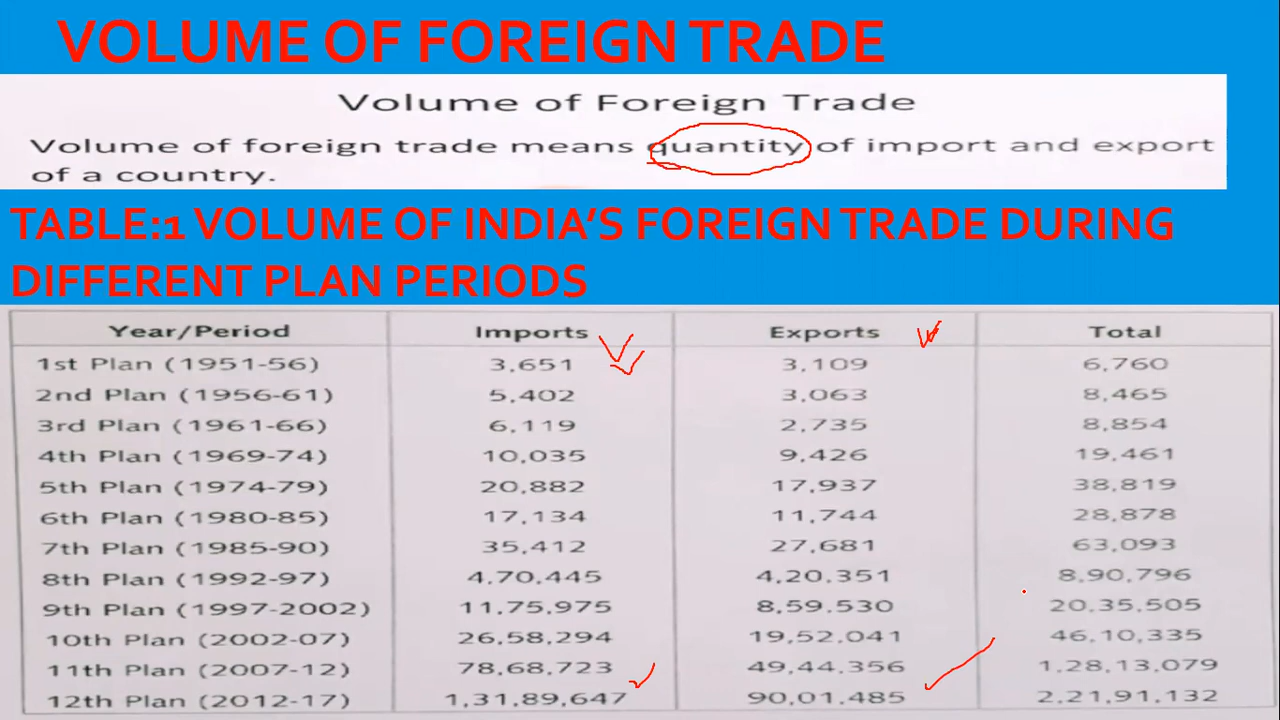 VOLUME OF FOREIGN TRADE
Volume of Foreign Trade
Volume of foreign trade means quantity of import and export
of a country.
TABLE:1 VOLUME OF INDIA'S FOREIGN TRADE DURING
DIFFERENT PLAN PERIODS
Year/Period Imports Exports Total
1st Plan (1951-56) 3,651 3,109 6,760
2nd Plan (1956-61) 5,402 3,063 8,465
3rd Plan (1961-66) 6,119 2,735 8,854
4th Plan (1969-74) 10,035 9,426 19,461
5th Plan (1974-79) 20,882 17,937 38,819
6th Plan (1980-85) 17,134 11,744 28,878
7th Plan (1985-90) 35,412 27,681 63,093
8th Plan (1992-97) 4,70,445 4,20,351 8,90,796
9th Plan (1997-2002) 11,75,975 8,59,530 20,35,505
10th Plan (2002-07) 26,58,294 19,52,041 46,10,335
11th Plan (2007-12) 78,68,723 49,44,356 1,28,13,079
12th Plan (2012-17) 1,31,89,647 90,01,485 2,21,91,132